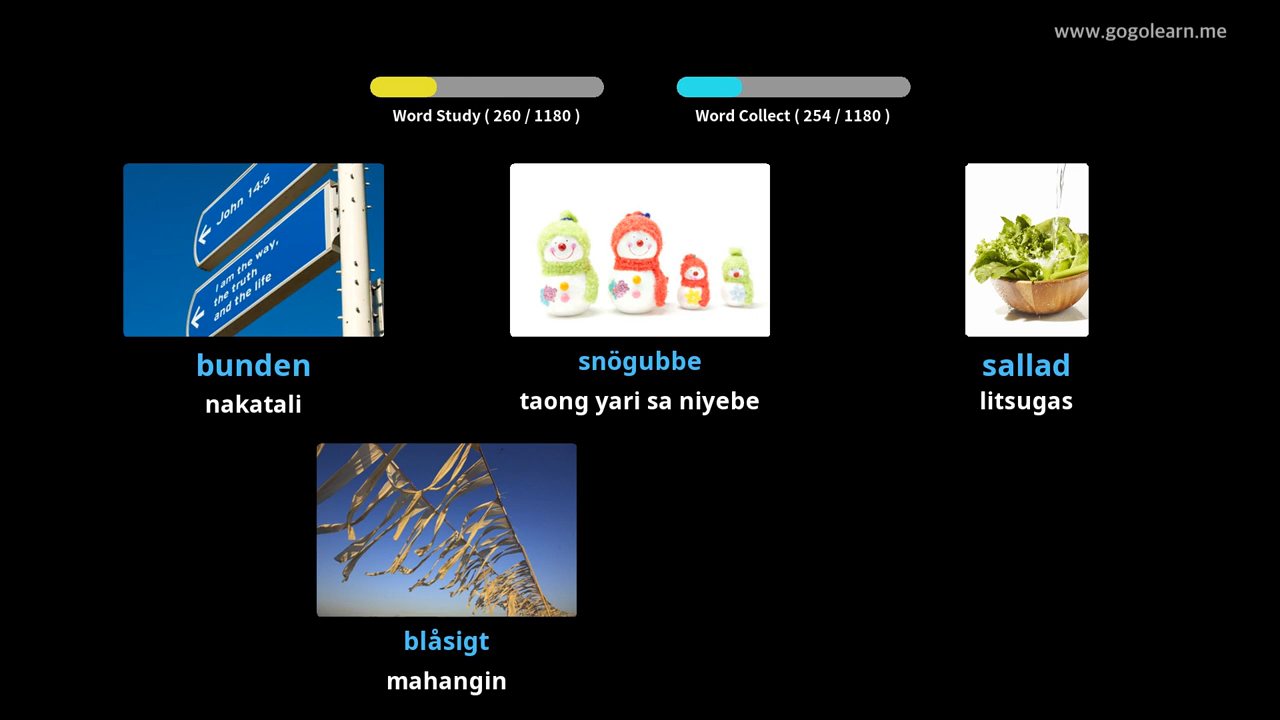 www.gogolearn.me
Word Study ( 260 / 1180 )
Word Collect ( 254 / 1180 )
John 14:6
I am the way,
the truth
and the life
bunden
nakatali
snögubbe
taong yari sa niyebe
sallad
litsugas
blåsigt
mahangin